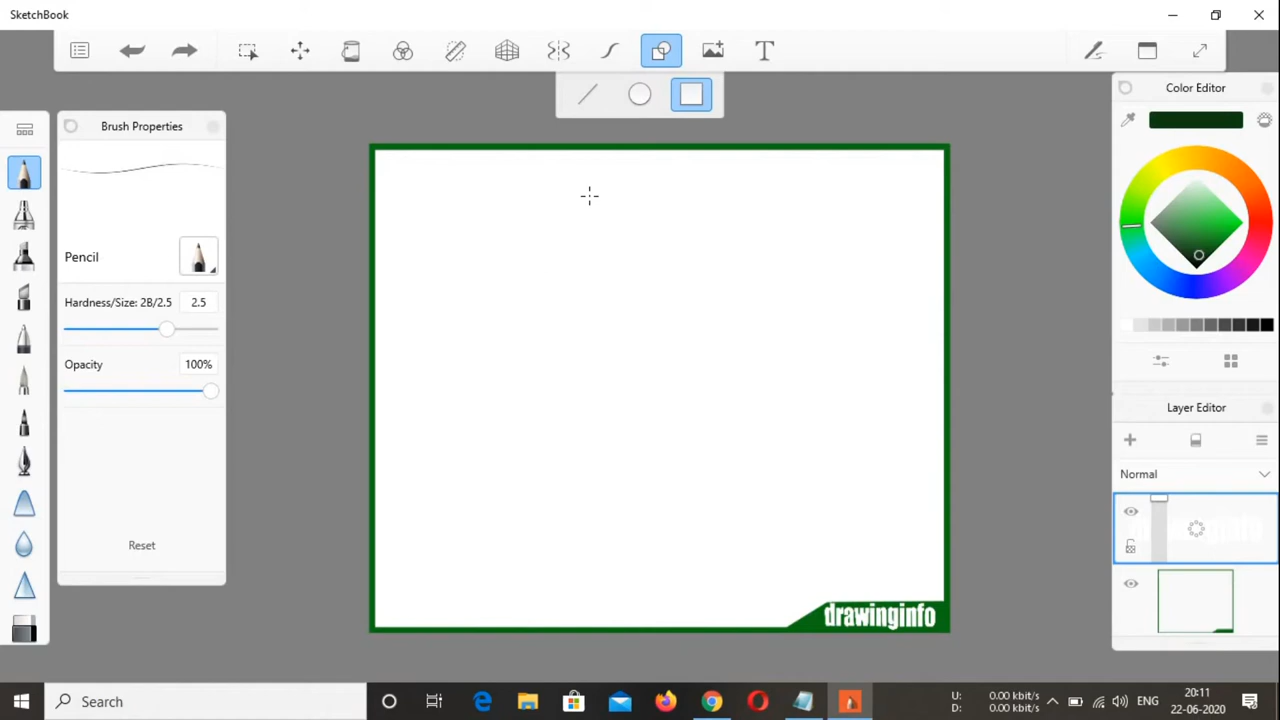 SketchBook
T
Brush Properties
Color Editor
Pencil
Hardness/Size: 2B/2.5 2.5
Opacity 100%
Reset
Layer Editor
Normal
drawinginfo
Search
U: 0.00 kbit/s
D: 0.00 kbit/s
ENG
20:11
22-06-2020